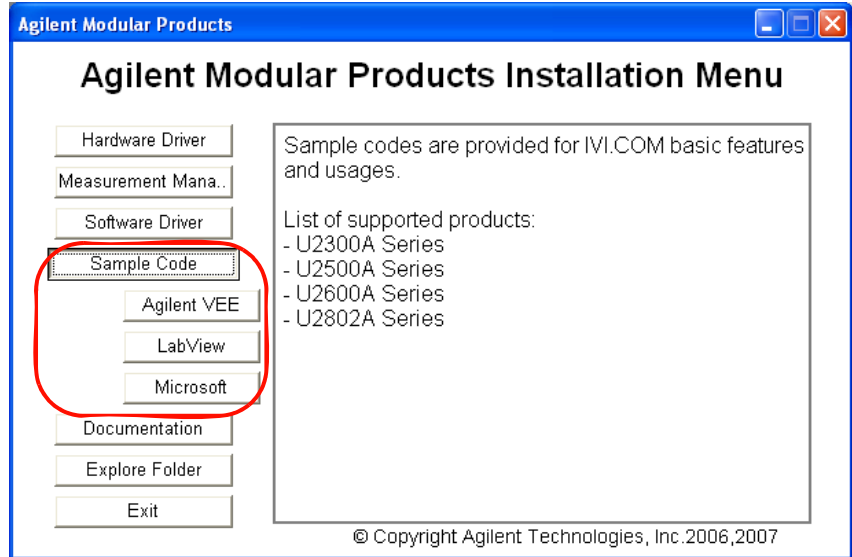 Agilent Modular Products
Agilent Modular Products Installation Menu
Hardware Driver
Measurement Mana..
Software Driver
Sample Code
Agilent VEE
LabView
Microsoft
Documentation
Explore Folder
Exit
Sample codes are provided for IVI.COM basic features
and usages.
List of supported products:
- U2300A Series
- U2500A Series
- U2600A Series
- U2802A Series
© Copyright Agilent Technologies, Inc.2006,2007